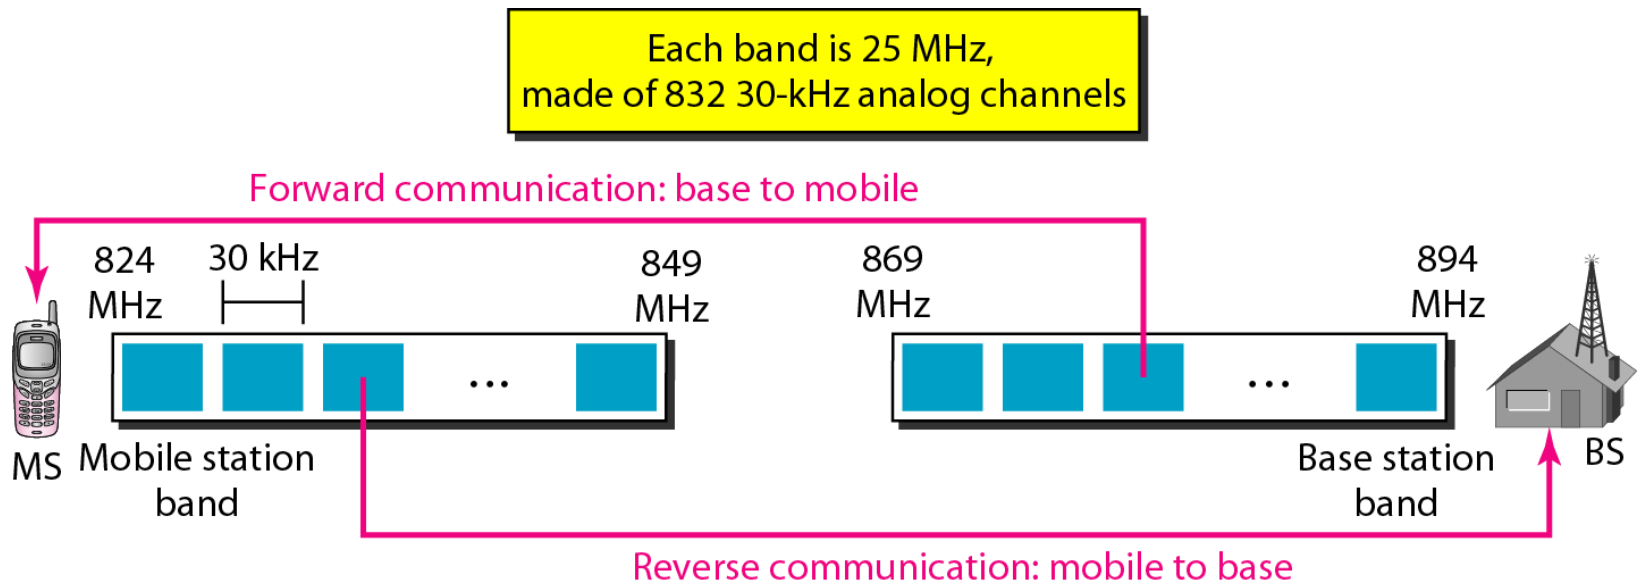 Each band is 25 MHz,
made of 832 30-kHz analog channels
Forward communication: base to mobile
824
MHz
30 kHz
849
MHz
869
MHz
894
MHz
...
...
MS
Mobile station
band
Base station
band
BS
Reverse communication: mobile to base